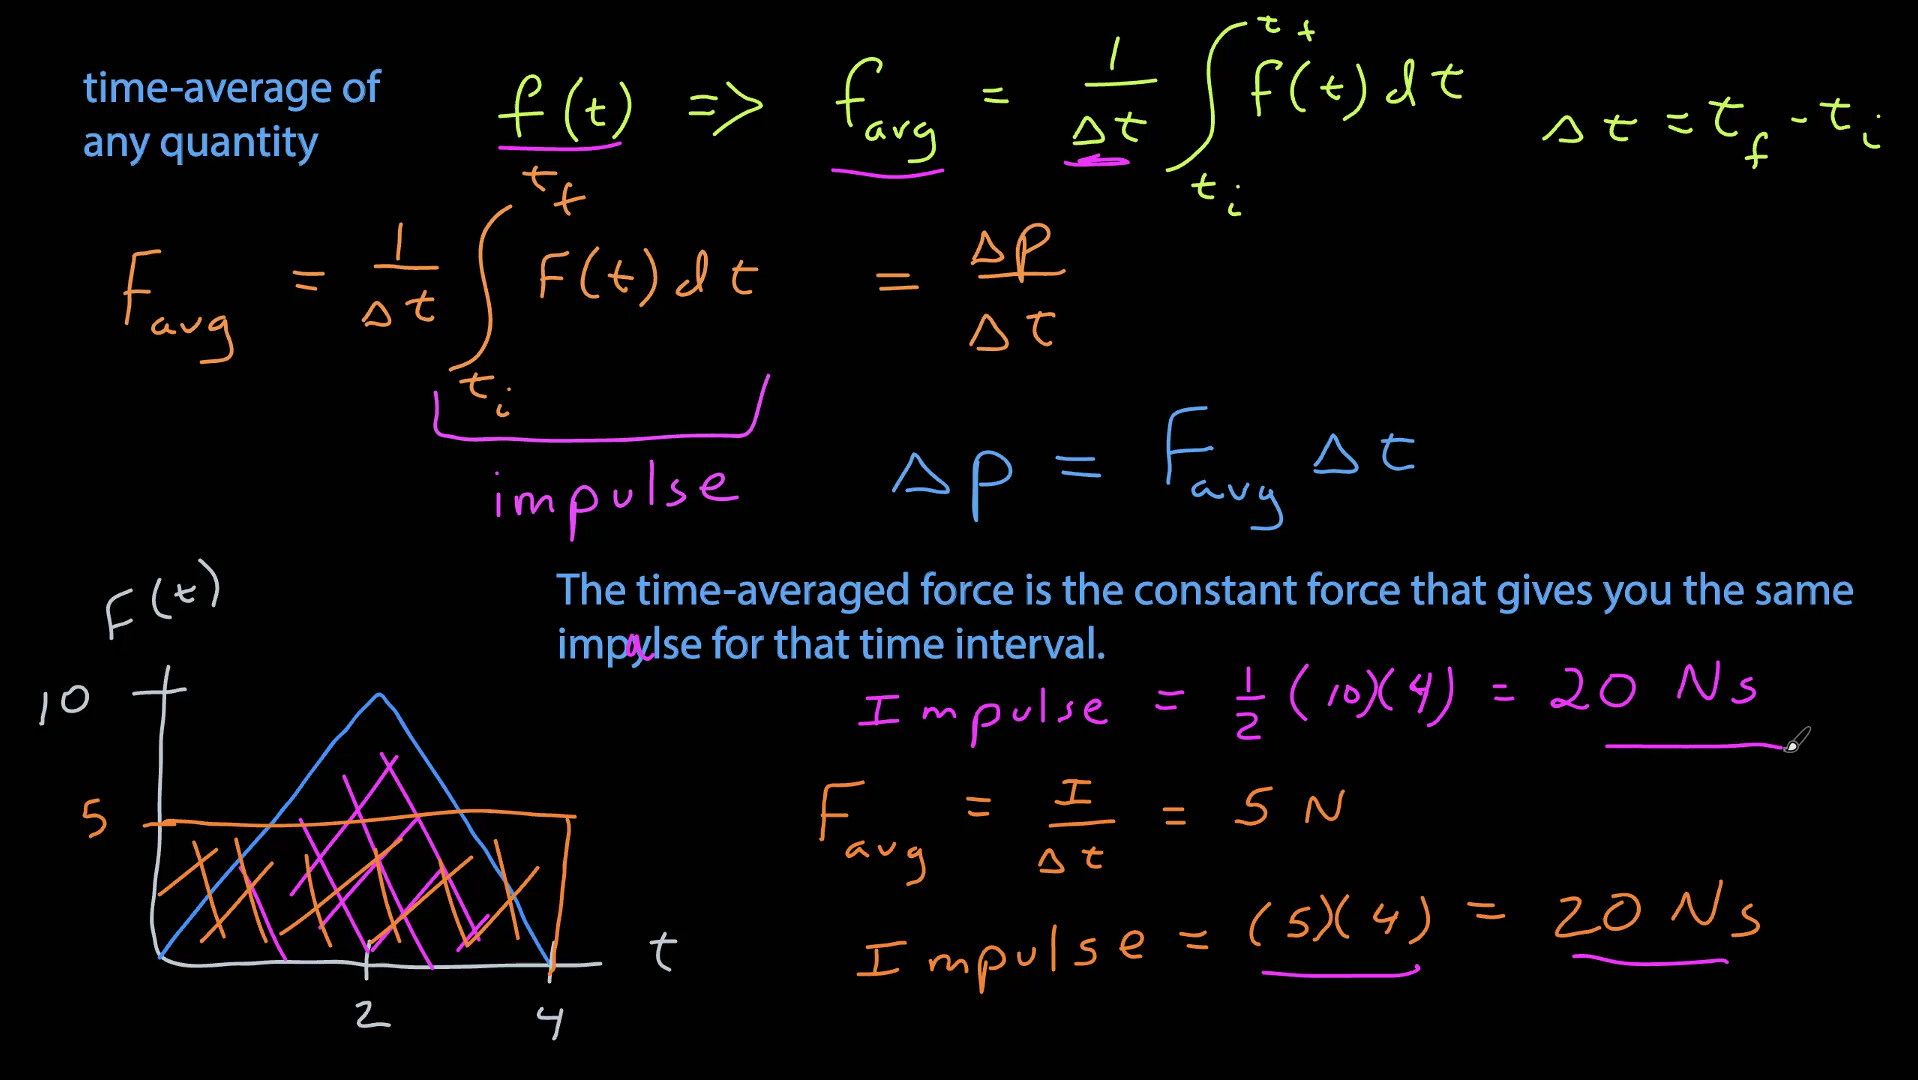 time-average of
any quantity
f(t) => f_avg = 1/Δt ∫_{t_i}^{t_f} f(t) dt Δt = t_f - t_i
F_avg = 1/Δt ∫_{t_i}^{t_f} F(t) dt = Δp/Δt
impulse
Δp = F_avg Δt
The time-averaged force is the constant force that gives you the same
impulse for that time interval.
Impulse = 1/2 (10)(4) = 20 Ns
F_avg = I/Δt = 5 N
Impulse = (5)(4) = 20 Ns
F(t)
10
5
t
2
4